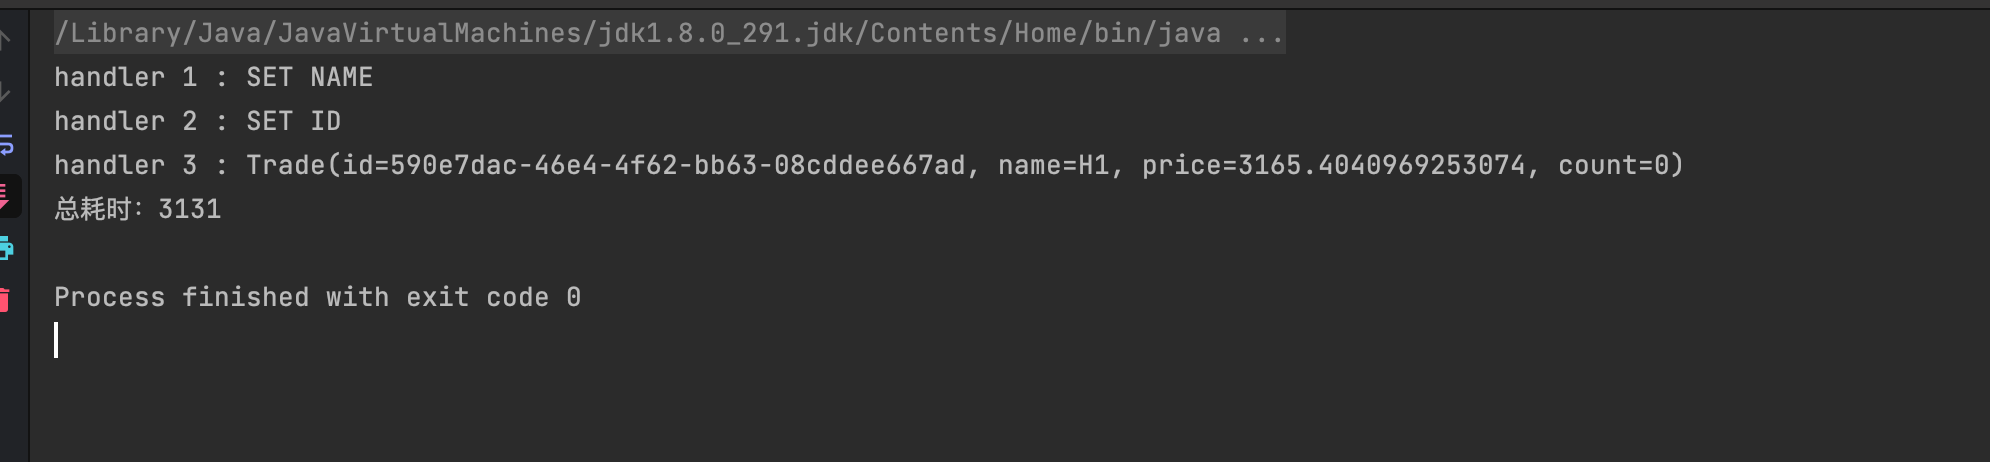 /Library/Java/JavaVirtualMachines/jdk1.8.0_291.jdk/Contents/Home/bin/java ...
handler 1 : SET NAME
handler 2 : SET ID
handler 3 : Trade(id=590e7dac-46e4-4f62-bb63-08cddee667ad, name=H1, price=3165.4040969253074, count=0)
总耗时：3131
Process finished with exit code 0